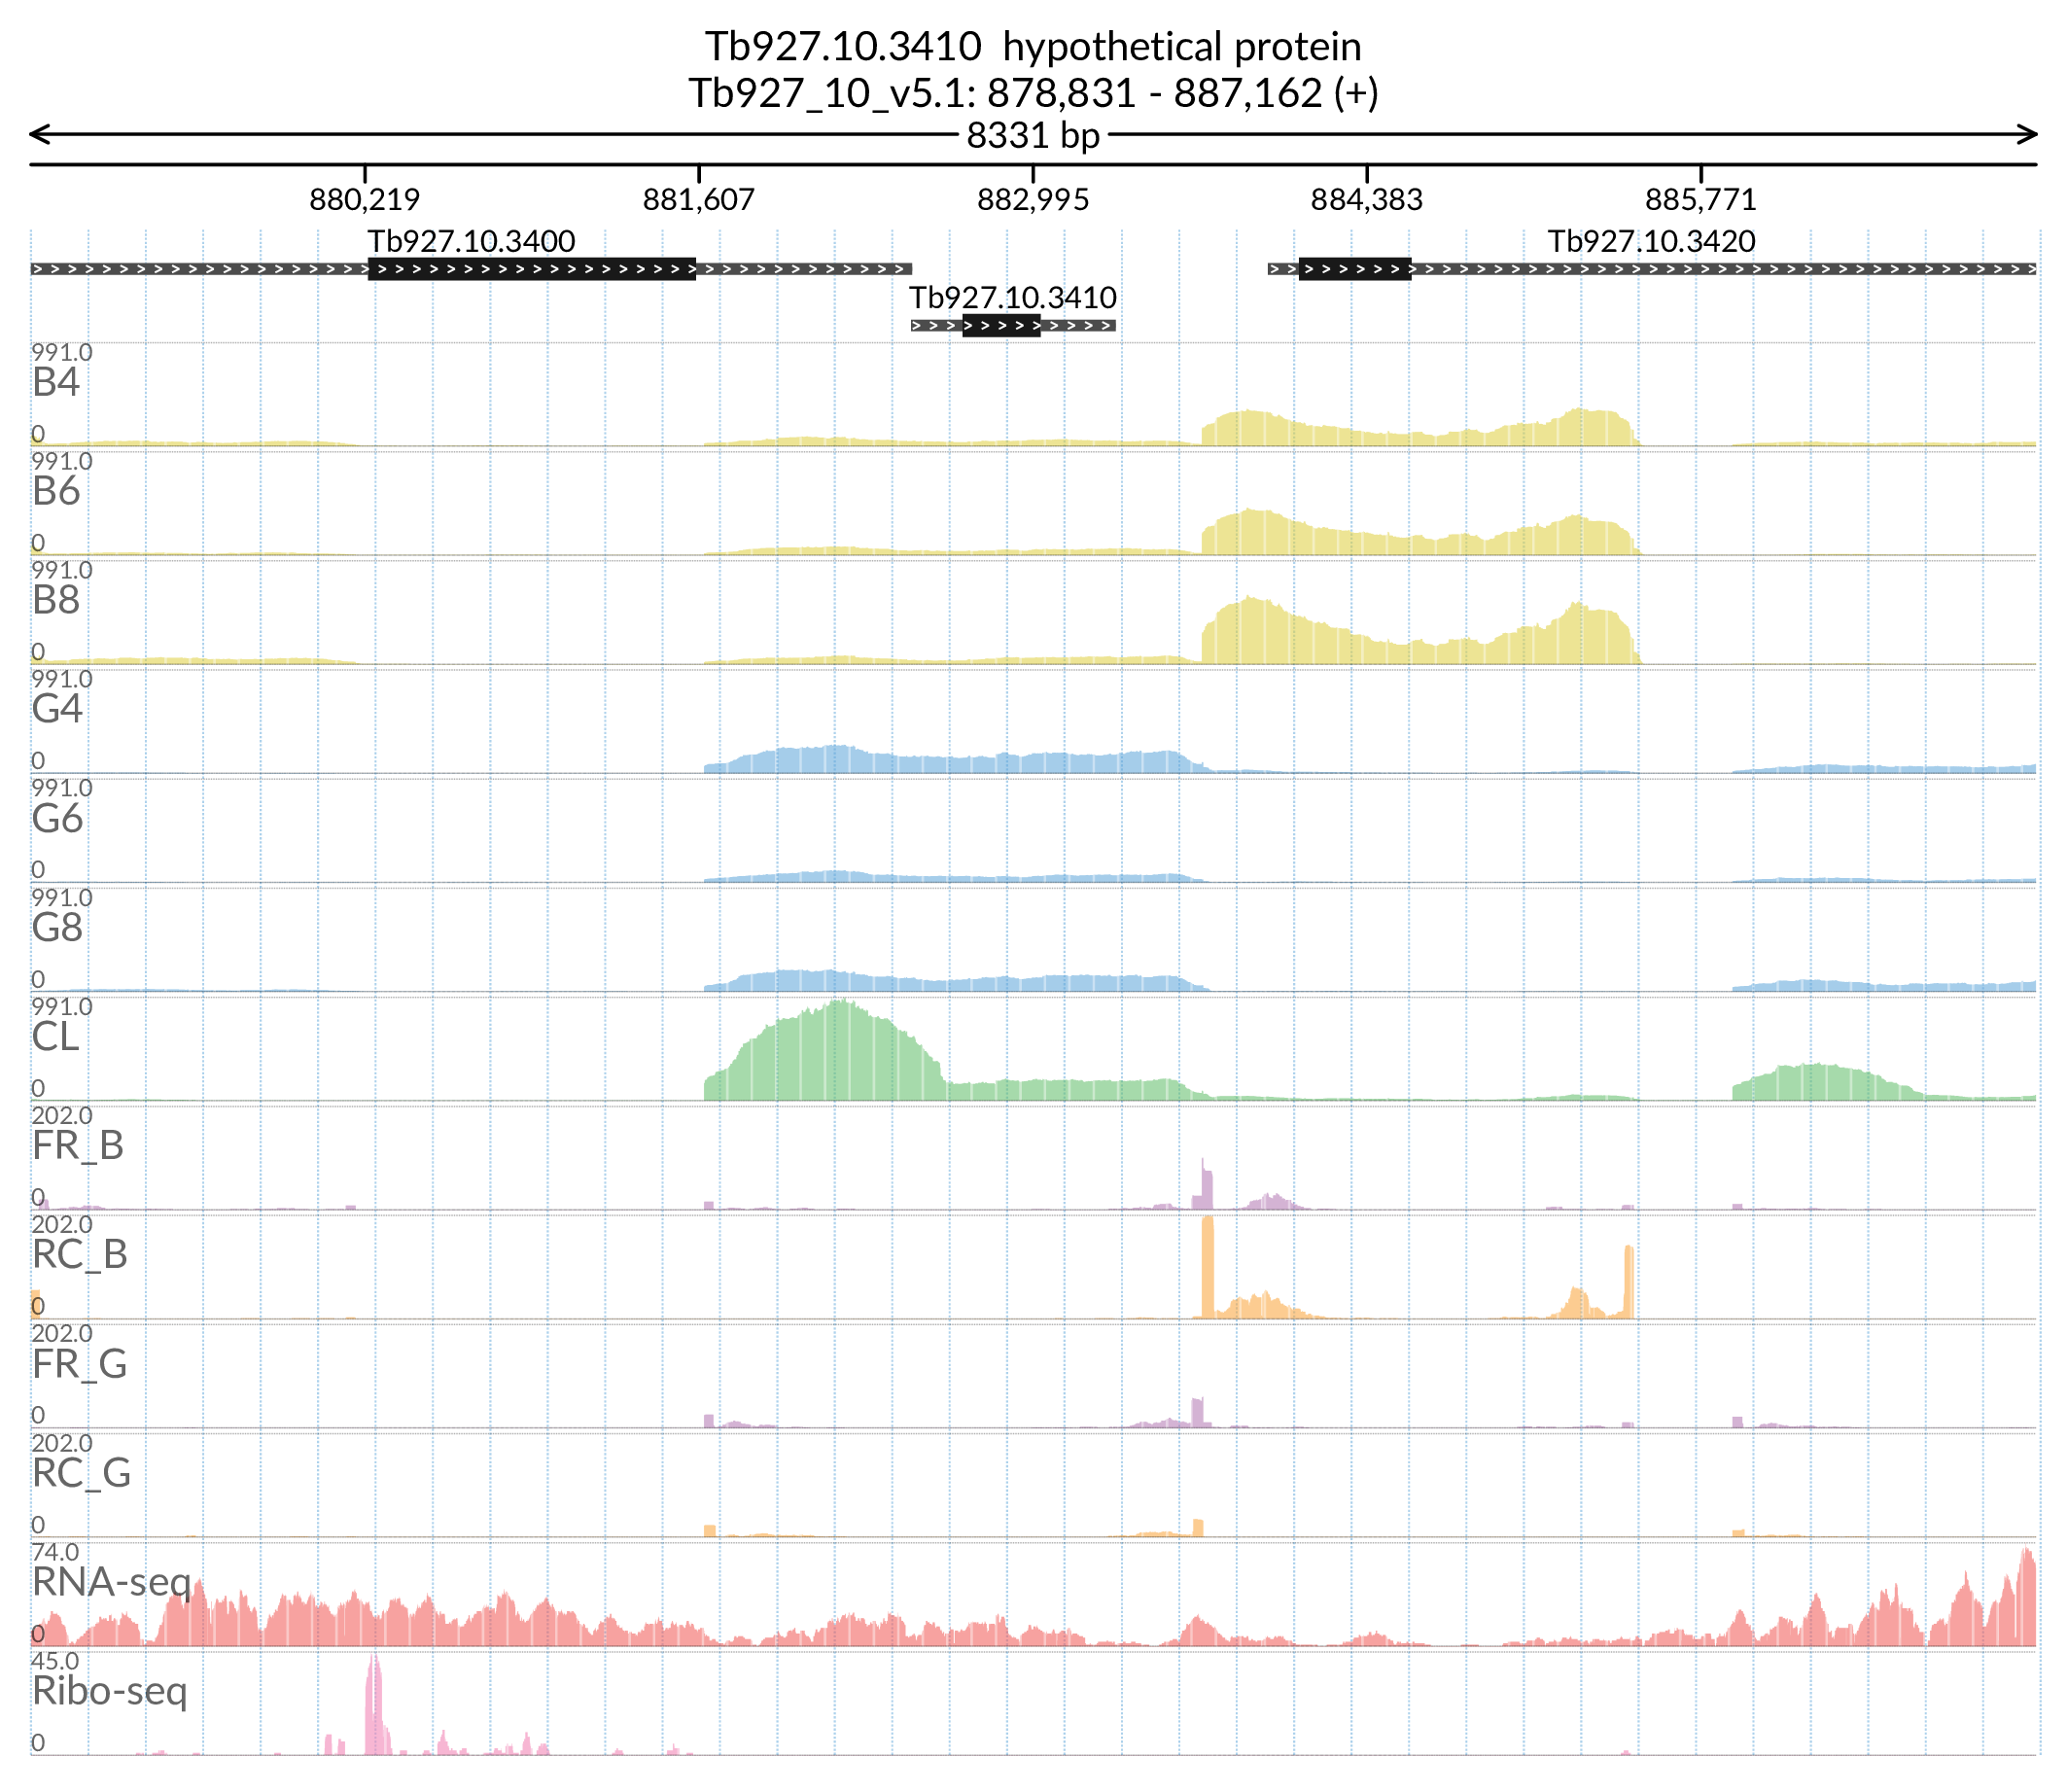 Tb927.10.3410 hypothetical protein
Tb927_10_v5.1: 878,831 - 887,162 (+)
8331 bp
880,219 881,607 882,995 884,383 885,771
Tb927.10.3400 Tb927.10.3420
Tb927.10.3410
991.0
B4
0
991.0
B6
0
991.0
B8
0
991.0
G4
0
991.0
G6
0
991.0
G8
0
991.0
CL
0
202.0
FR_B
0
202.0
RC_B
0
202.0
FR_G
0
202.0
RC_G
0
74.0
RNA-seq
0
45.0
Ribo-seq
0